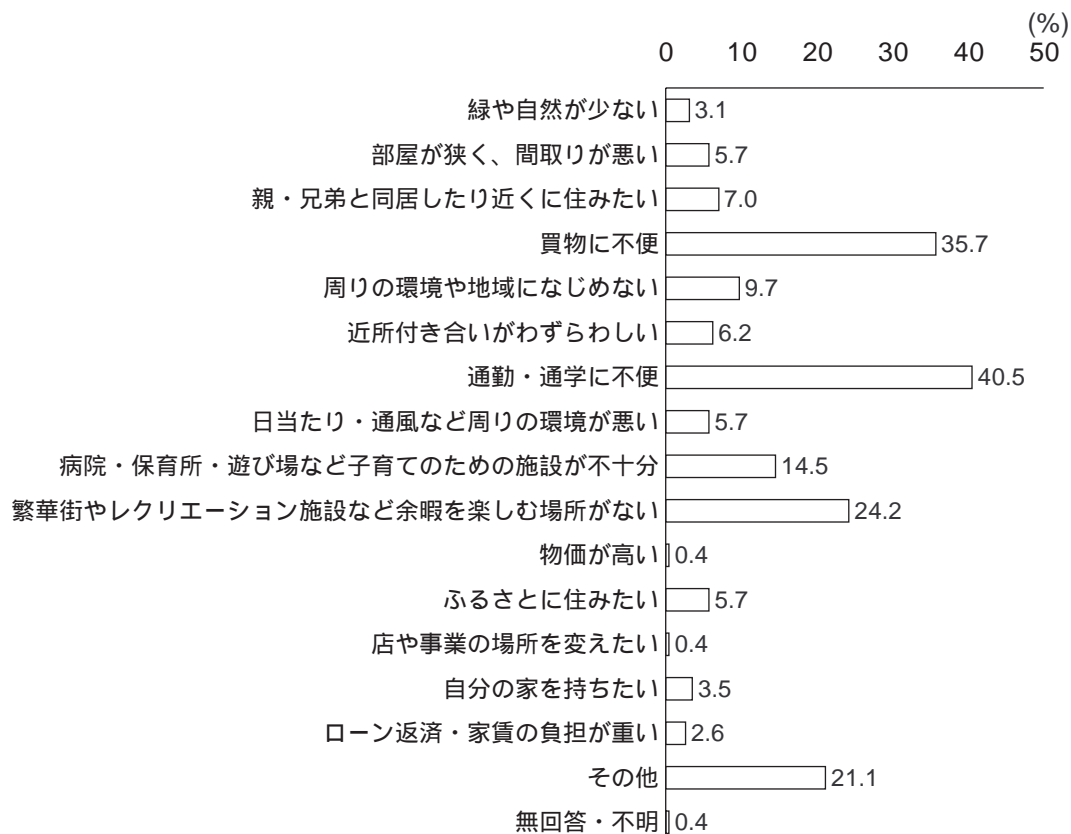 (%)
0 10 20 30 40 50
緑や自然が少ない 3.1
部屋が狭く、間取りが悪い 5.7
親・兄弟と同居したり近くに住みたい 7.0
買物に不便 35.7
周りの環境や地域になじめない 9.7
近所付き合いがわずらわしい 6.2
通勤・通学に不便 40.5
日当たり・通風など周りの環境が悪い 5.7
病院・保育所・遊び場など子育てのための施設が不十分 14.5
繁華街やレクリエーション施設など余暇を楽しむ場所がない 24.2
物価が高い 0.4
ふるさとに住みたい 5.7
店や事業の場所を変えたい 0.4
自分の家を持ちたい 3.5
ローン返済・家賃の負担が重い 2.6
その他 21.1
無回答・不明 0.4